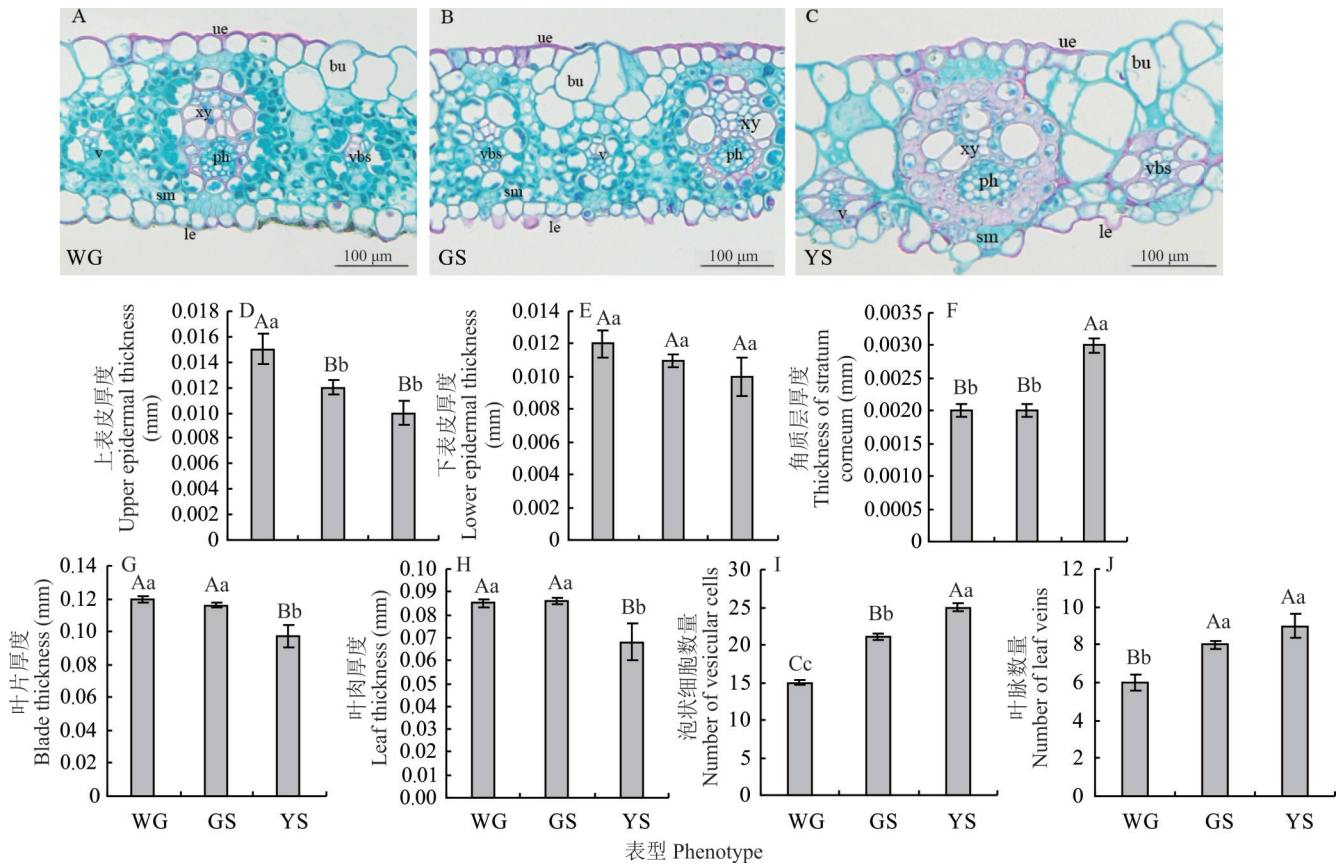 A
ue
bu
xy
v
ph
vbs
sm
le
WG
100 μm
B
ue
bu
xy
vbs
v
ph
sm
le
GS
100 μm
C
ue
bu
xy
ph
vbs
v
sm
le
YS
100 μm
D
上表皮厚度
Upper epidermal thickness
(mm)
0.018
0.016
0.014
0.012
0.010
0.008
0.006
0.004
0.002
0
Aa
Bb
Bb
E
下表皮厚度
Lower epidermal thickness
(mm)
0.014
0.012
0.010
0.008
0.006
0.004
0.002
0
Aa
Aa
Aa
F
角质层厚度
Thickness of stratum
corneum (mm)
0.0035
0.0030
0.0025
0.0020
0.0015
0.0010
0.0005
0
Bb
Bb
Aa
G
叶片厚度
Blade thickness (mm)
0.14
0.12
0.10
0.08
0.06
0.04
0.02
0
Aa
Aa
Bb
WG
GS
YS
H
叶肉厚度
Leaf thickness (mm)
0.10
0.09
0.08
0.07
0.06
0.05
0.04
0.03
0.02
0.01
0.00
Aa
Aa
Bb
WG
GS
YS
I
泡状细胞数量
Number of vesicular cells
30
25
20
15
10
5
0
Cc
Bb
Aa
WG
GS
YS
J
叶脉数量
Number of leaf veins
12
10
8
6
4
2
0
Bb
Aa
Aa
WG
GS
YS
表型 Phenotype